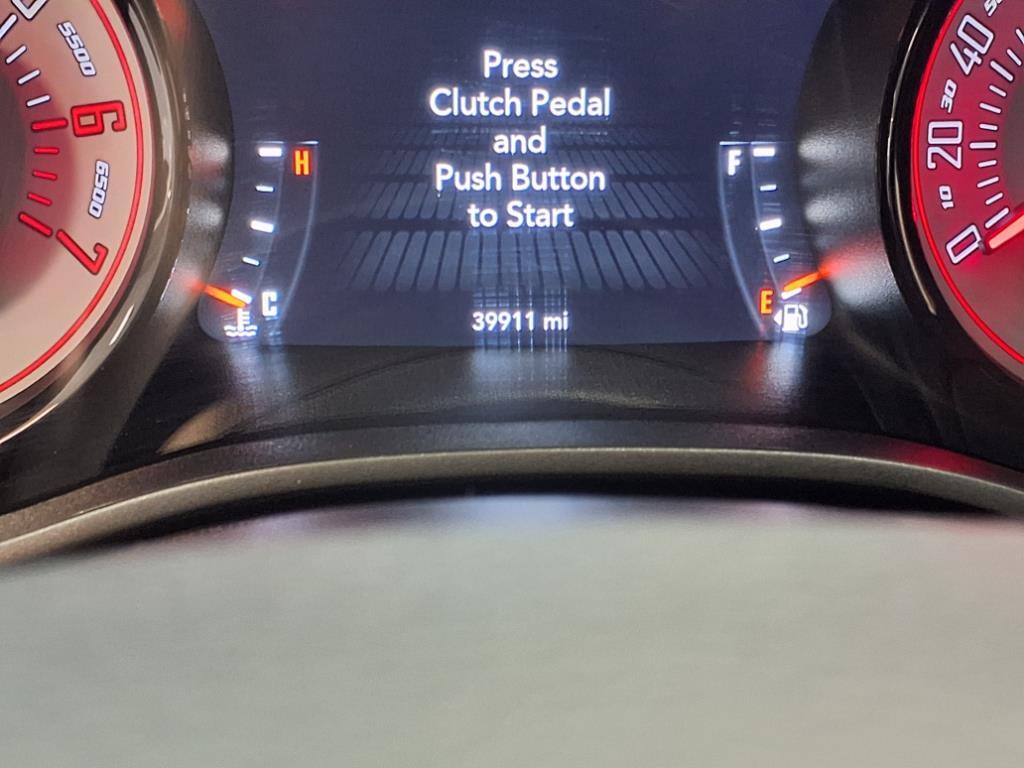 5500
6
6500
7
H
C
Press
Clutch Pedal
and
Push Button
to Start
39911 mi
F
E
0
10
20
30
40